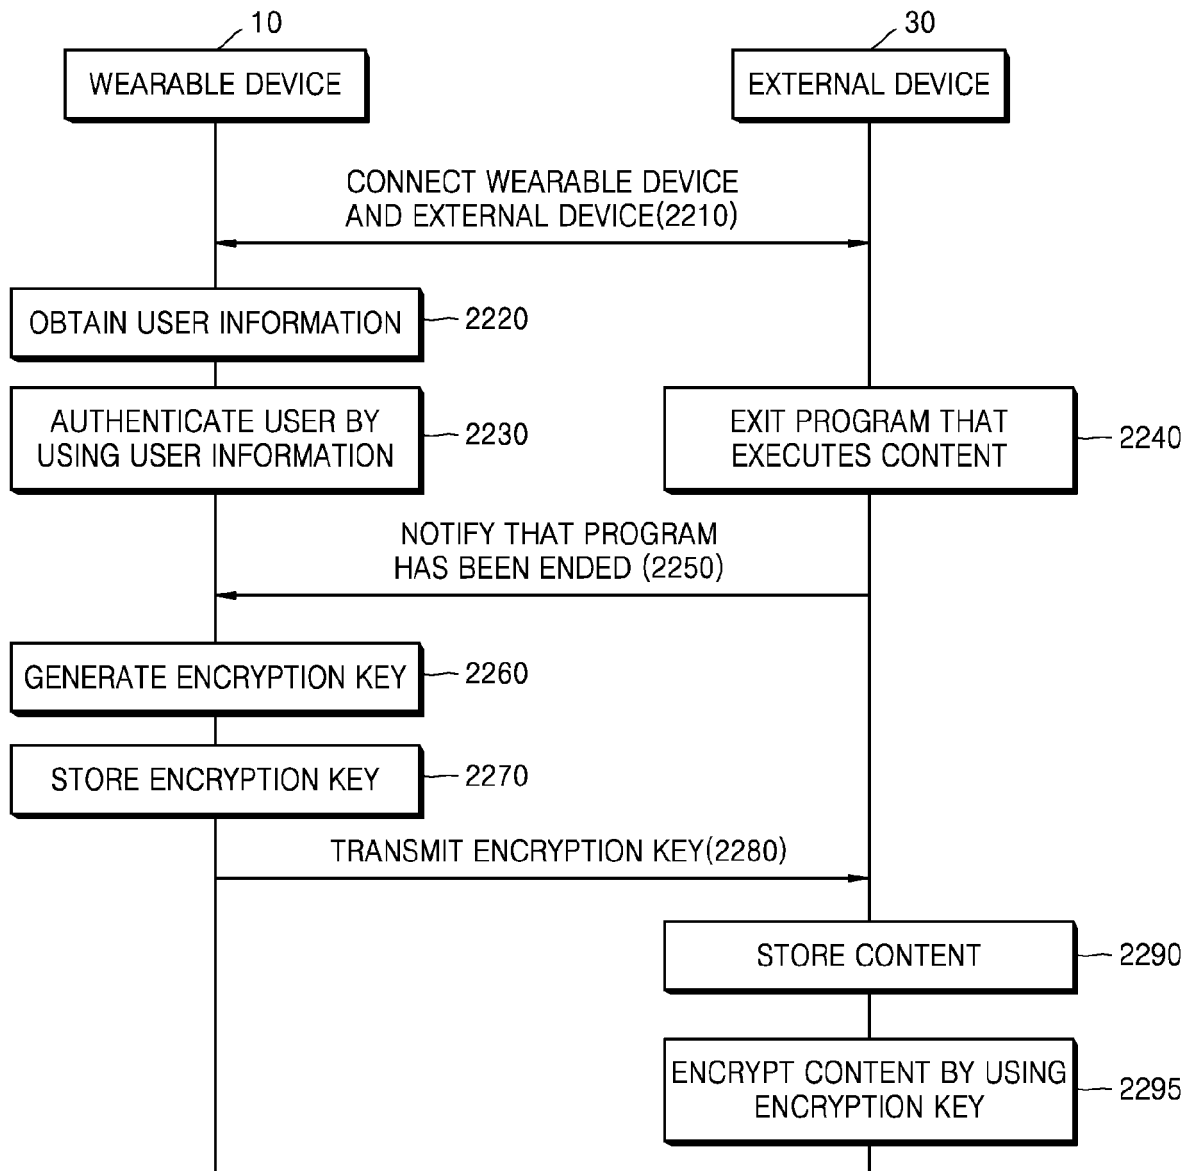 10
30
WEARABLE DEVICE
EXTERNAL DEVICE
CONNECT WEARABLE DEVICE
AND EXTERNAL DEVICE(2210)
OBTAIN USER INFORMATION
2220
AUTHENTICATE USER BY
USING USER INFORMATION
2230
EXIT PROGRAM THAT
EXECUTES CONTENT
2240
NOTIFY THAT PROGRAM
HAS BEEN ENDED (2250)
GENERATE ENCRYPTION KEY
2260
STORE ENCRYPTION KEY
2270
TRANSMIT ENCRYPTION KEY(2280)
STORE CONTENT
2290
ENCRYPT CONTENT BY USING
ENCRYPTION KEY
2295